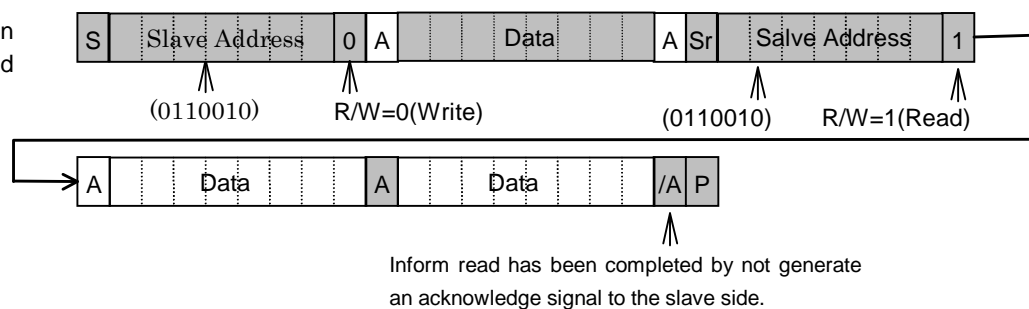 n
d
S Slave Address 0 A Data A Sr Salve Address 1
(0110010) R/W=0(Write) (0110010) R/W=1(Read)
A Data A Data /A P
Inform read has been completed by not generate
an acknowledge signal to the slave side.